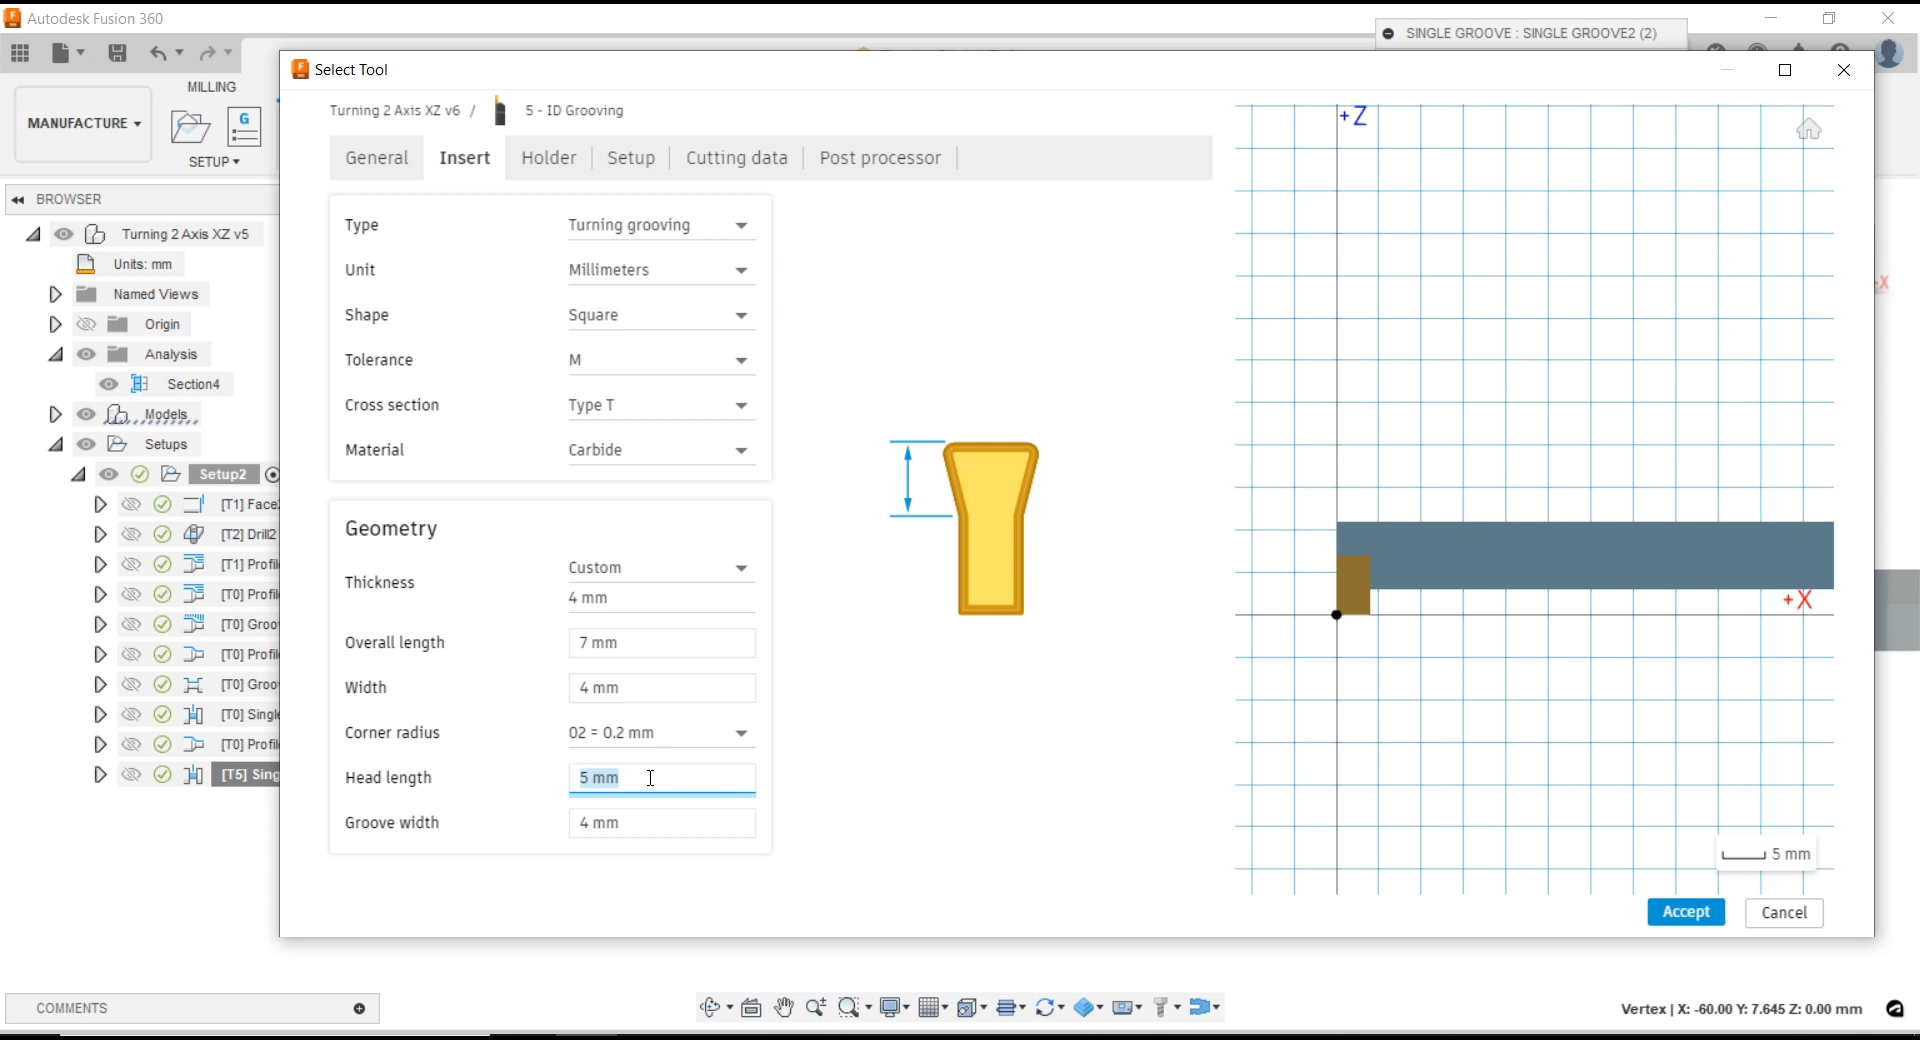 Autodesk Fusion 360
SINGLE GROOVE : SINGLE GROOVE2 (2)
MILLING
MANUFACTURE
G
SETUP
Select Tool
Turning 2 Axis XZ v6 / 5 - ID Grooving
General Insert Holder Setup Cutting data Post processor
Type Turning grooving
Unit Millimeters
Shape Square
Tolerance M
Cross section Type T
Material Carbide
Geometry
Thickness Custom
4 mm
Overall length 7 mm
Width 4 mm
Corner radius 02 = 0.2 mm
Head length 5 mm
Groove width 4 mm
+Z
+X
5 mm
Accept Cancel
BROWSER
Turning 2 Axis XZ v5
Units: mm
Named Views
Origin
Analysis
Section4
Models
Setups
Setup2
[T1] Face
[T2] Drill2
[T1] Profil
[T0] Profil
[T0] Groo
[T0] Profil
[T0] Groo
[T0] Single
[T0] Profil
[T5] Sing
X
COMMENTS
Vertex | X: -60.00 Y: 7.645 Z: 0.00 mm